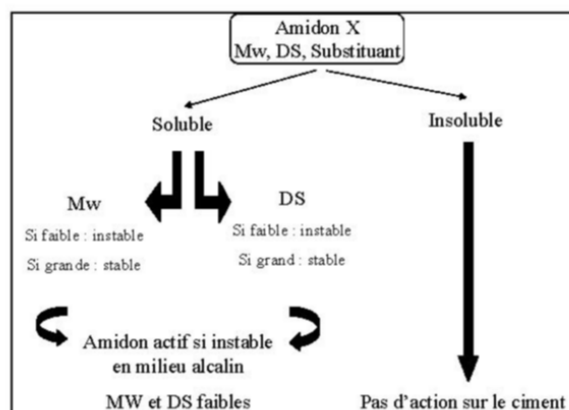 Amidon X
Mw, DS, Substituant
Soluble
Insoluble
Mw
Si faible : instable
Si grande : stable
DS
Si faible : instable
Si grand : stable
Amidon actif si instable
en milieu alcalin
MW et DS faibles
Pas d'action sur le ciment